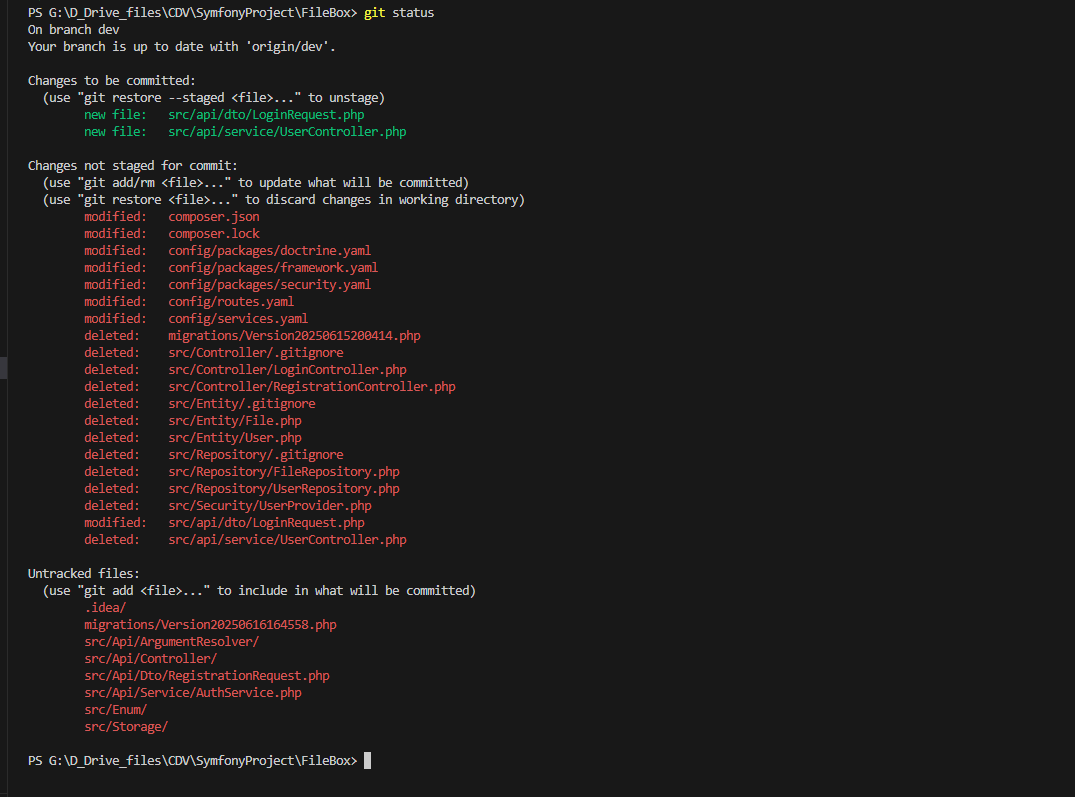 PS G:\D_Drive_files\CDV\SymfonyProject\FileBox> git status
On branch dev
Your branch is up to date with 'origin/dev'.
Changes to be committed:
(use "git restore --staged <file>..." to unstage)
new file: src/api/dto/LoginRequest.php
new file: src/api/service/UserController.php
Changes not staged for commit:
(use "git add/rm <file>..." to update what will be committed)
(use "git restore <file>..." to discard changes in working directory)
modified: composer.json
modified: composer.lock
modified: config/packages/doctrine.yaml
modified: config/packages/framework.yaml
modified: config/packages/security.yaml
modified: config/routes.yaml
modified: config/services.yaml
deleted: migrations/Version20250615200414.php
deleted: src/Controller/.gitignore
deleted: src/Controller/LoginController.php
deleted: src/Controller/RegistrationController.php
deleted: src/Entity/.gitignore
deleted: src/Entity/File.php
deleted: src/Entity/User.php
deleted: src/Repository/.gitignore
deleted: src/Repository/FileRepository.php
deleted: src/Repository/UserRepository.php
deleted: src/Security/UserProvider.php
modified: src/api/dto/LoginRequest.php
deleted: src/api/service/UserController.php
Untracked files:
(use "git add <file>..." to include in what will be committed)
.idea/
migrations/Version20250616164558.php
src/Api/ArgumentResolver/
src/Api/Controller/
src/Api/Dto/RegistrationRequest.php
src/Api/Service/AuthService.php
src/Enum/
src/Storage/
PS G:\D_Drive_files\CDV\SymfonyProject\FileBox>